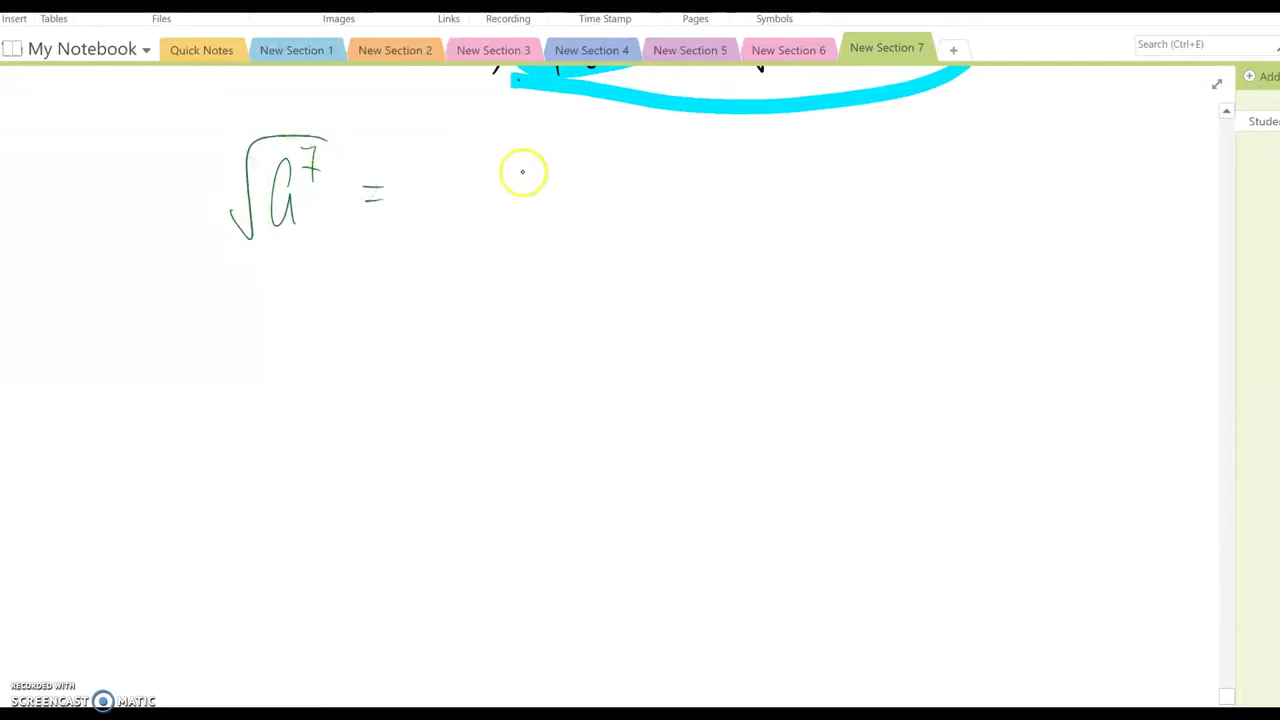 Insert Tables Files Images Links Recording Time Stamp Pages Symbols
My Notebook Quick Notes New Section 1 New Section 2 New Section 3 New Section 4 New Section 5 New Section 6 New Section 7 + Search (Ctrl+E)
Add
Studen
√a⁷ =
RECORDED WITH
SCREENCAST MATIC